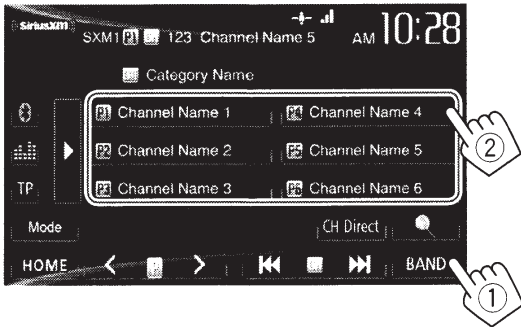 SiriusXM
SXM1 P1 123 Channel Name 5 AM 10:28
Category Name
P1 Channel Name 1 P4 Channel Name 4
P2 Channel Name 2 P5 Channel Name 5
P3 Channel Name 3 P6 Channel Name 6
TP
Mode CH Direct
HOME BAND
2
1